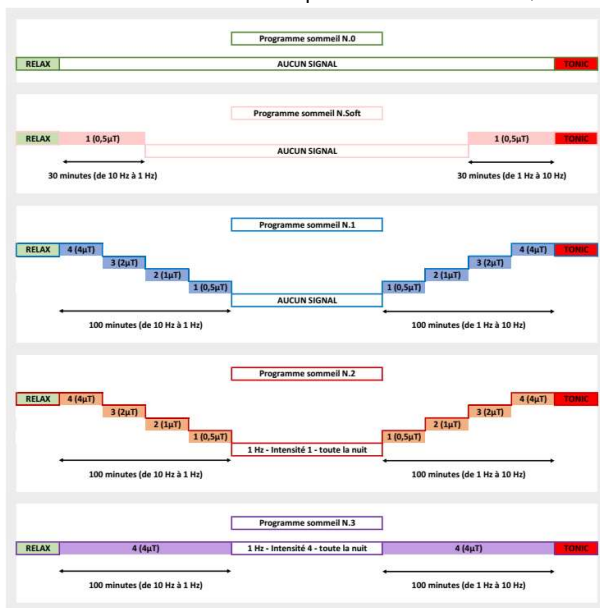 Programme sommeil N.0
RELAX AUCUN SIGNAL TONIC
Programme sommeil N.Soft
RELAX 1 (0,5µT) 1 (0,5µT) TONIC
AUCUN SIGNAL
30 minutes (de 10 Hz à 1 Hz) 30 minutes (de 1 Hz à 10 Hz)
Programme sommeil N.1
RELAX 4 (4µT) 4 (4µT) TONIC
3 (2µT) 3 (2µT)
2 (1µT) 2 (1µT)
1 (0,5µT) 1 (0,5µT)
AUCUN SIGNAL
100 minutes (de 10 Hz à 1 Hz) 100 minutes (de 1 Hz à 10 Hz)
Programme sommeil N.2
RELAX 4 (4µT) 4 (4µT) TONIC
3 (2µT) 3 (2µT)
2 (1µT) 2 (1µT)
1 (0,5µT) 1 (0,5µT)
1 Hz - Intensité 1 - toute la nuit
100 minutes (de 10 Hz à 1 Hz) 100 minutes (de 1 Hz à 10 Hz)
Programme sommeil N.3
RELAX 4 (4µT) 1 Hz - Intensité 4 - toute la nuit 4 (4µT) TONIC
100 minutes (de 10 Hz à 1 Hz) 100 minutes (de 1 Hz à 10 Hz)